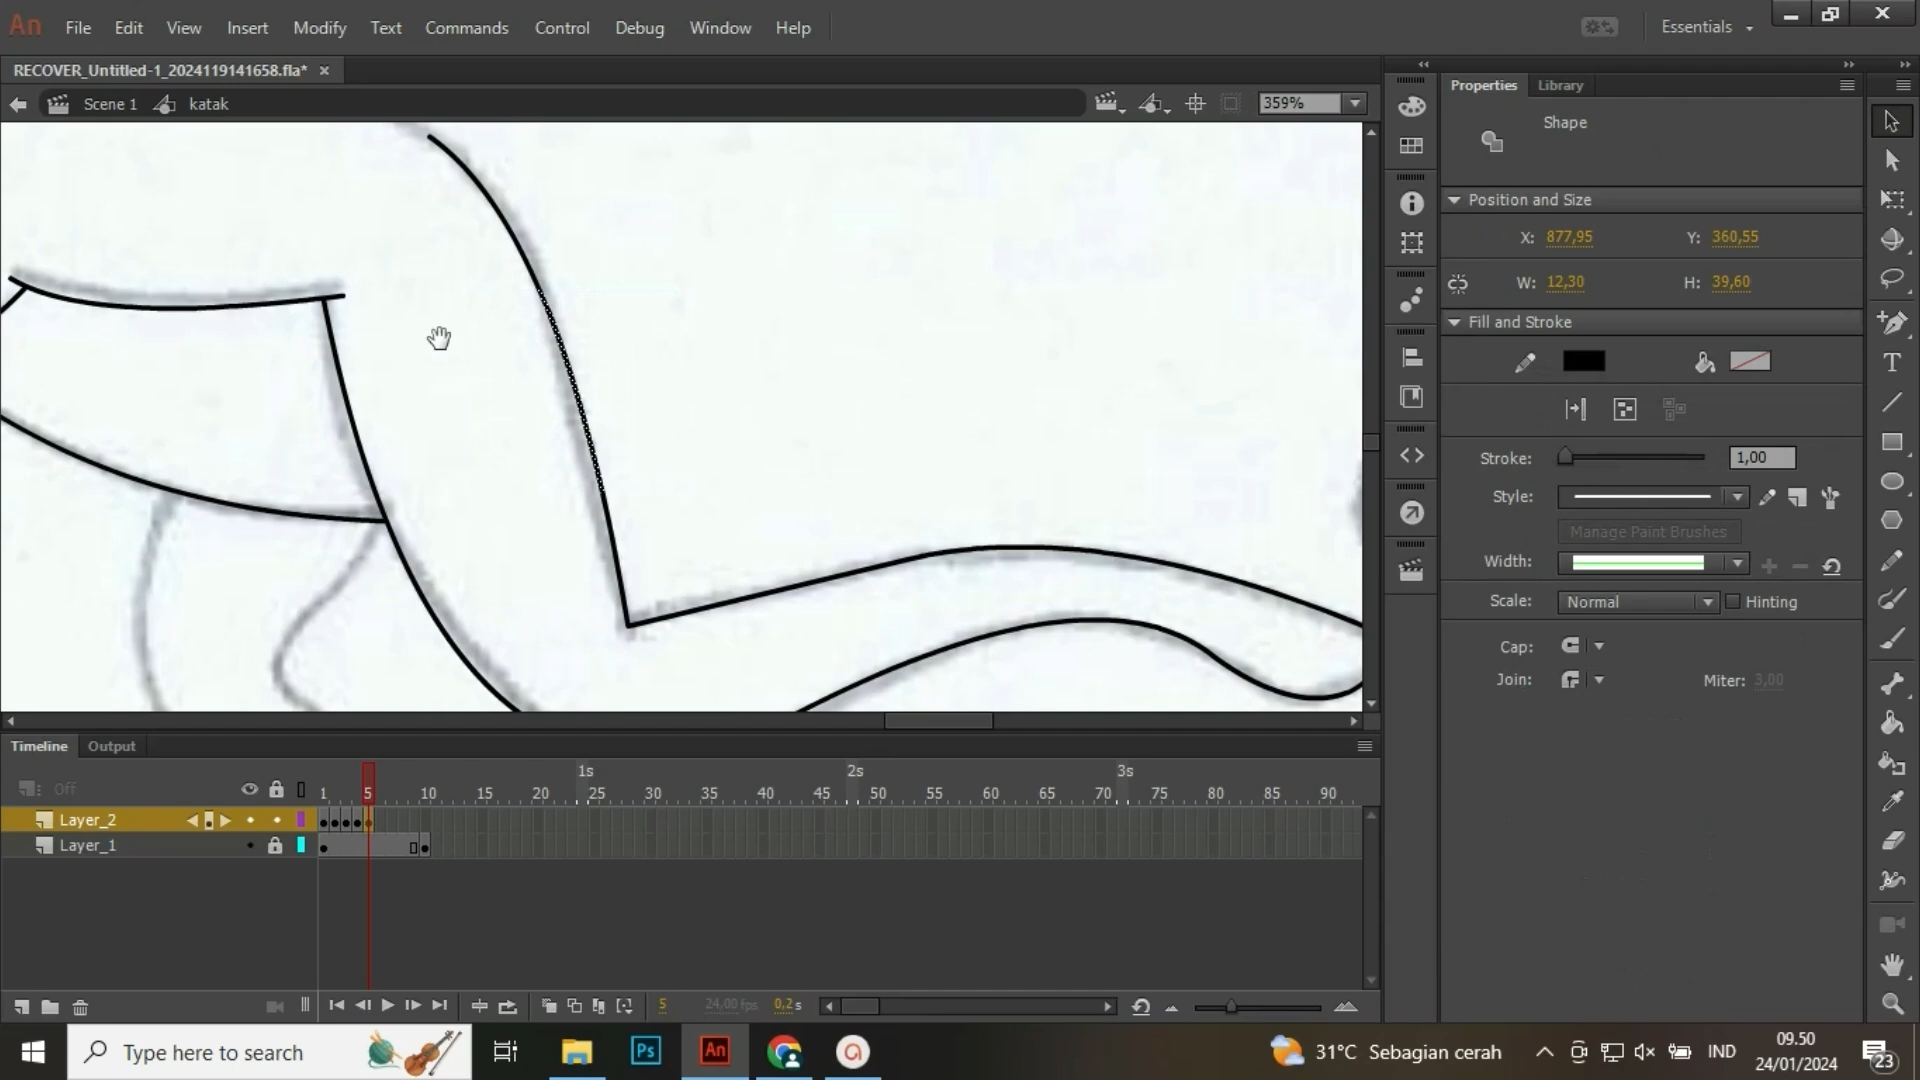 An File Edit View Insert Modify Text Commands Control Debug Window Help Essentials
RECOVER_Untitled-1_2024119141658.fla* ×
Scene 1 katak 359%
Properties Library
Shape
Position and Size
X: 877,95 Y: 360,55
W: 12,30 H: 39,60
Fill and Stroke
Stroke: 1,00
Style:
Manage Paint Brushes
Width:
Scale: Normal Hinting
Cap:
Join: Miter: 3,00
Timeline Output
1s 2s 3s
Off 1 5 10 15 20 25 30 35 40 45 50 55 60 65 70 75 80 85 90
Layer_2
Layer_1
5 24,00 fps 0,2 s
Type here to search Ps An 31°C Sebagian cerah IND
09.50
24/01/2024
23